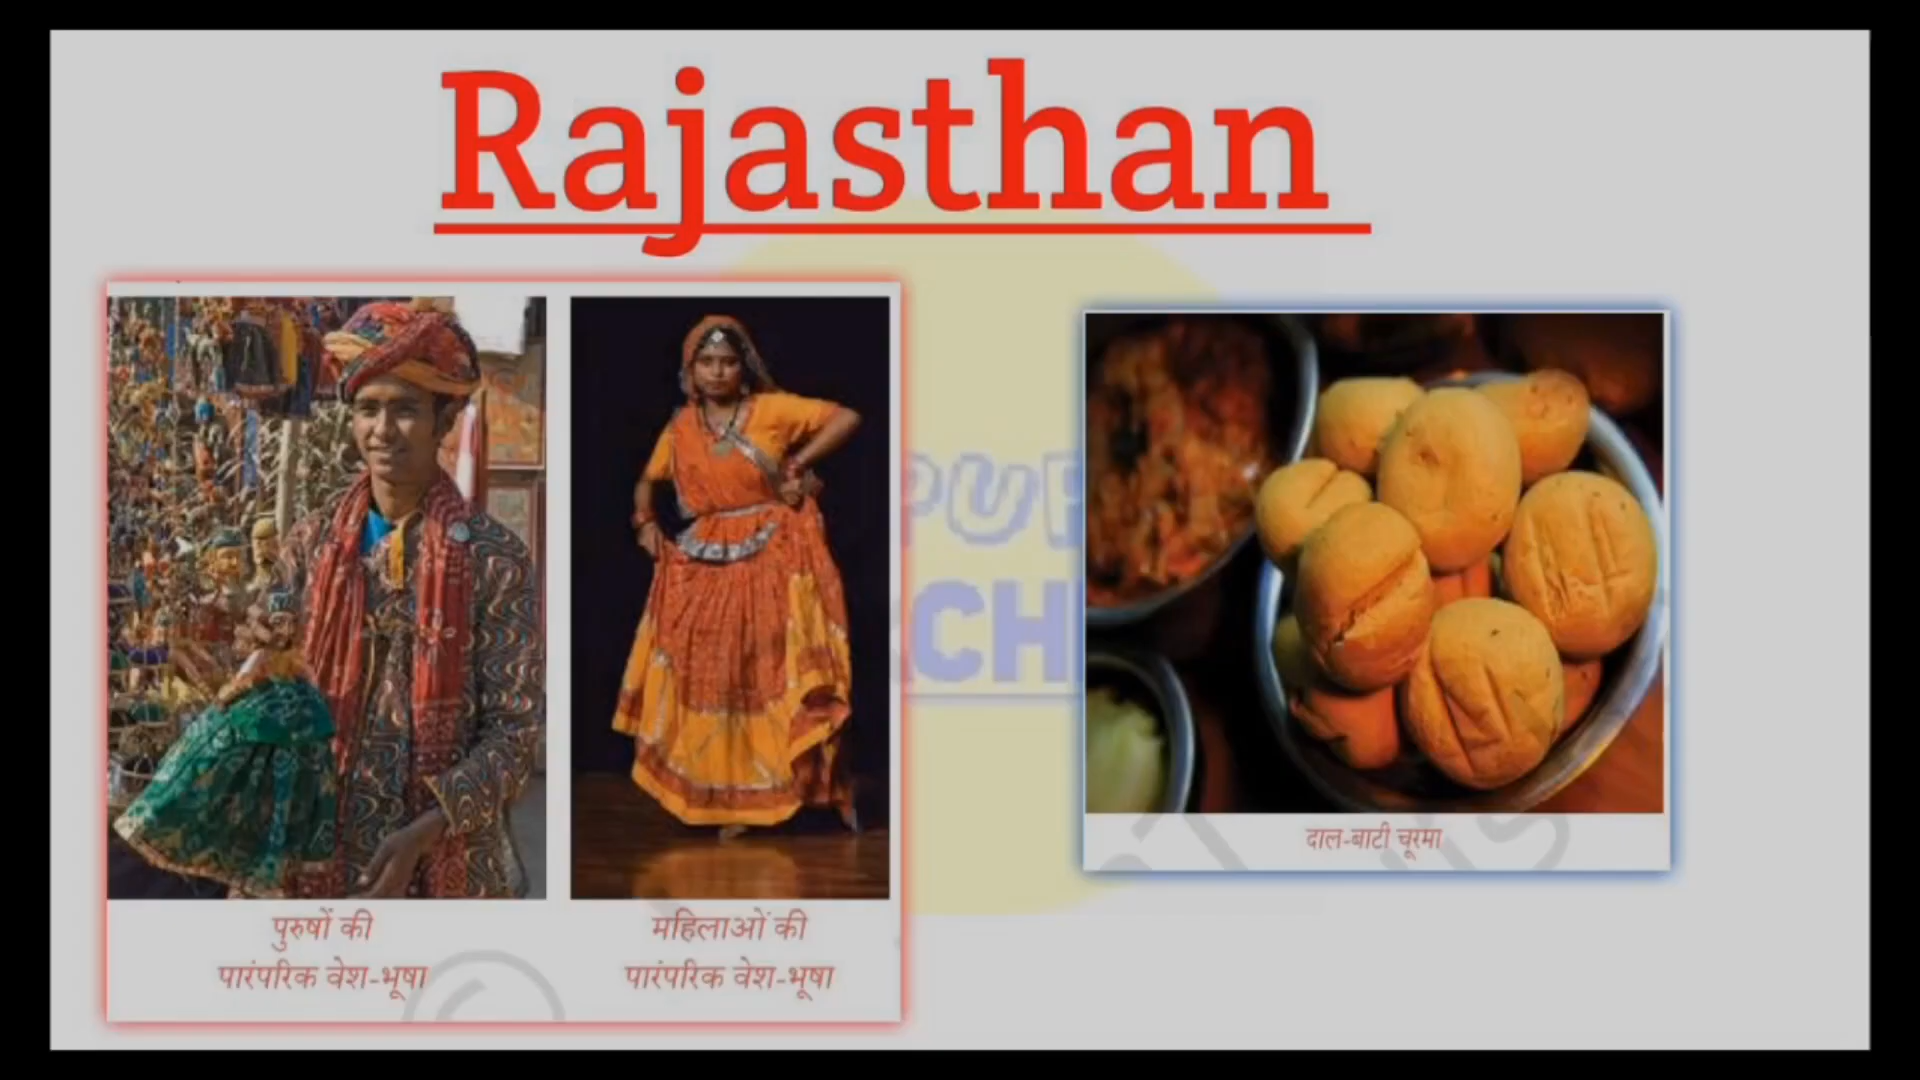 Rajasthan
पुरुषों की
पारंपरिक वेश-भूषा
महिलाओं की
पारंपरिक वेश-भूषा
दाल-बाटी चूरमा